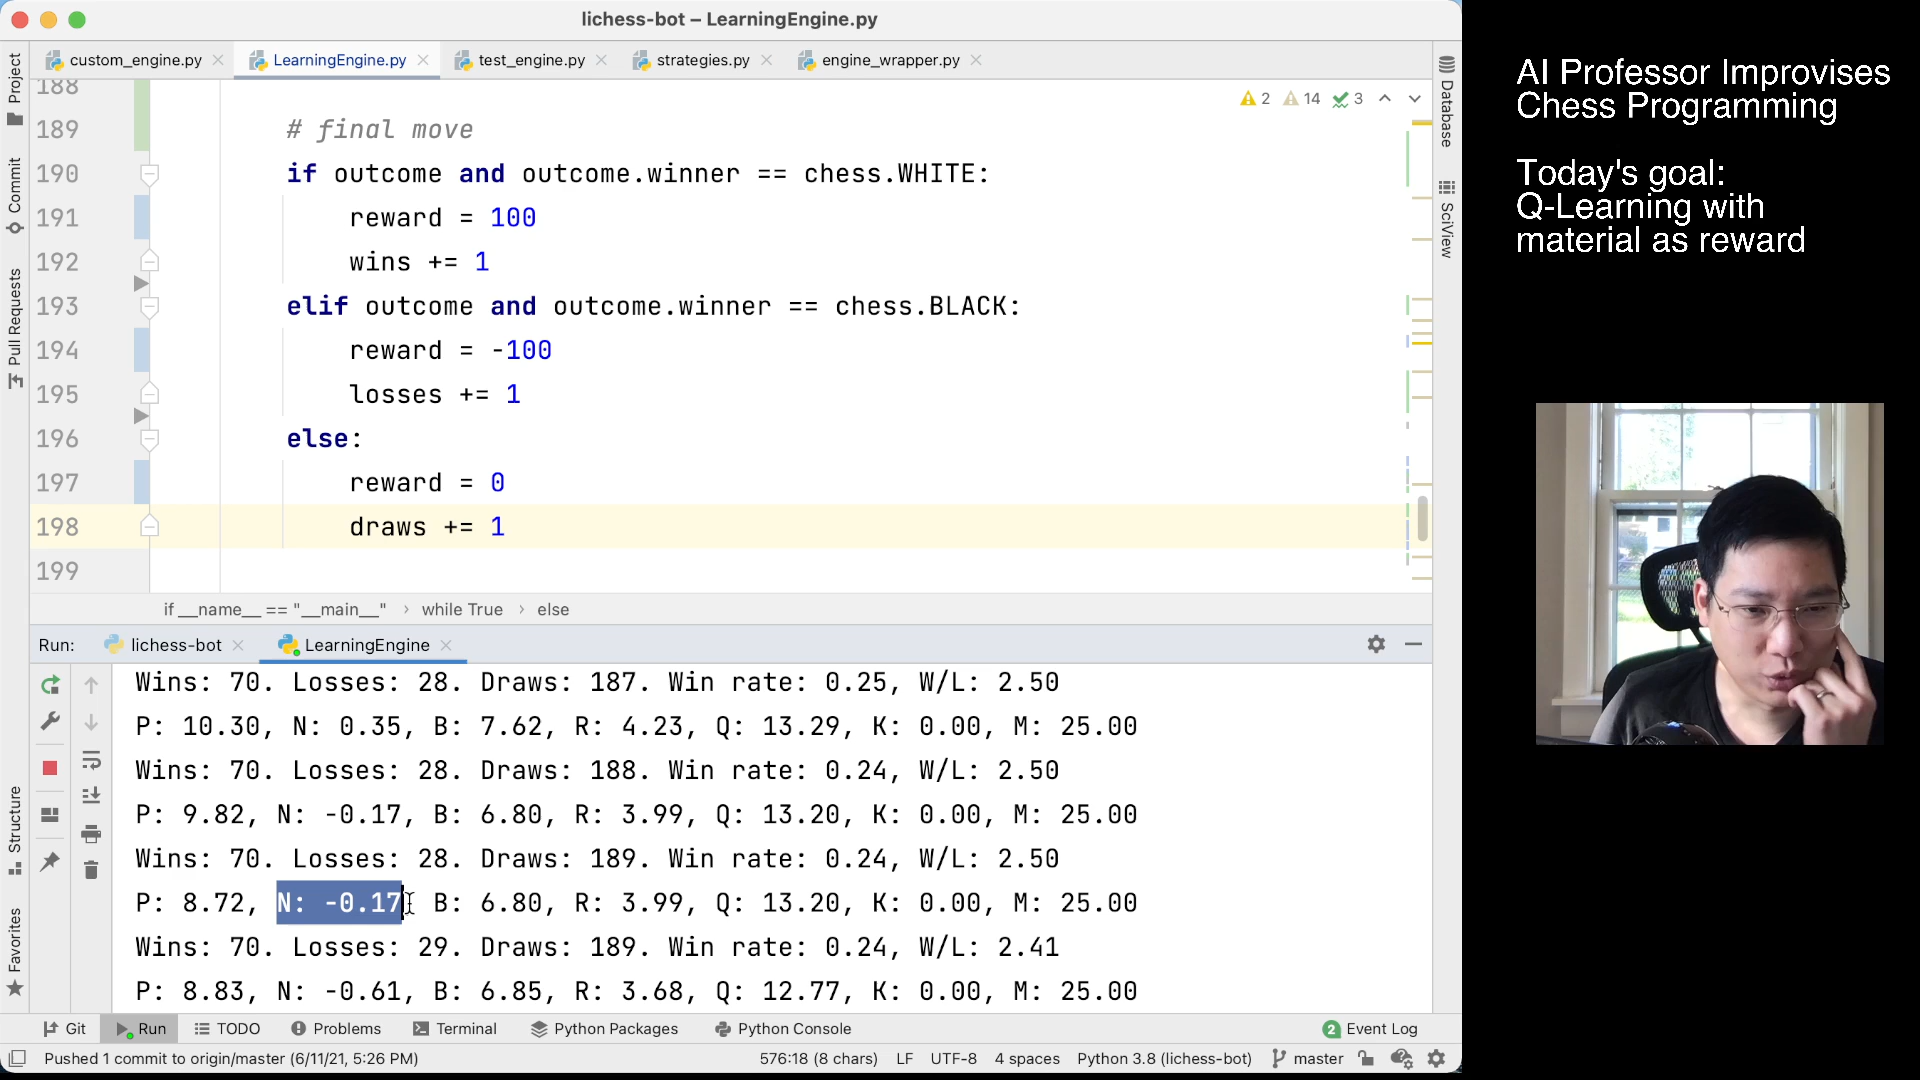 lichess-bot – LearningEngine.py
custom_engine.py
LearningEngine.py
test_engine.py
strategies.py
engine_wrapper.py
2 14 3
188
189 # final move
190 if outcome and outcome.winner == chess.WHITE:
191 reward = 100
192 wins += 1
193 elif outcome and outcome.winner == chess.BLACK:
194 reward = -100
195 losses += 1
196 else:
197 reward = 0
198 draws += 1
199
if __name__ == "__main__" › while True › else
Run: lichess-bot LearningEngine
Wins: 70. Losses: 28. Draws: 187. Win rate: 0.25, W/L: 2.50
P: 10.30, N: 0.35, B: 7.62, R: 4.23, Q: 13.29, K: 0.00, M: 25.00
Wins: 70. Losses: 28. Draws: 188. Win rate: 0.24, W/L: 2.50
P: 9.82, N: -0.17, B: 6.80, R: 3.99, Q: 13.20, K: 0.00, M: 25.00
Wins: 70. Losses: 28. Draws: 189. Win rate: 0.24, W/L: 2.50
P: 8.72, N: -0.17, B: 6.80, R: 3.99, Q: 13.20, K: 0.00, M: 25.00
Wins: 70. Losses: 29. Draws: 189. Win rate: 0.24, W/L: 2.41
P: 8.83, N: -0.61, B: 6.85, R: 3.68, Q: 12.77, K: 0.00, M: 25.00
Git Run TODO Problems Terminal Python Packages Python Console 2 Event Log
Pushed 1 commit to origin/master (6/11/21, 5:26 PM) 576:18 (8 chars) LF UTF-8 4 spaces Python 3.8 (lichess-bot) master
Project
Commit
Pull Requests
Structure
Favorites
Database
SciView
AI Professor Improvises
Chess Programming
Today's goal:
Q-Learning with
material as reward